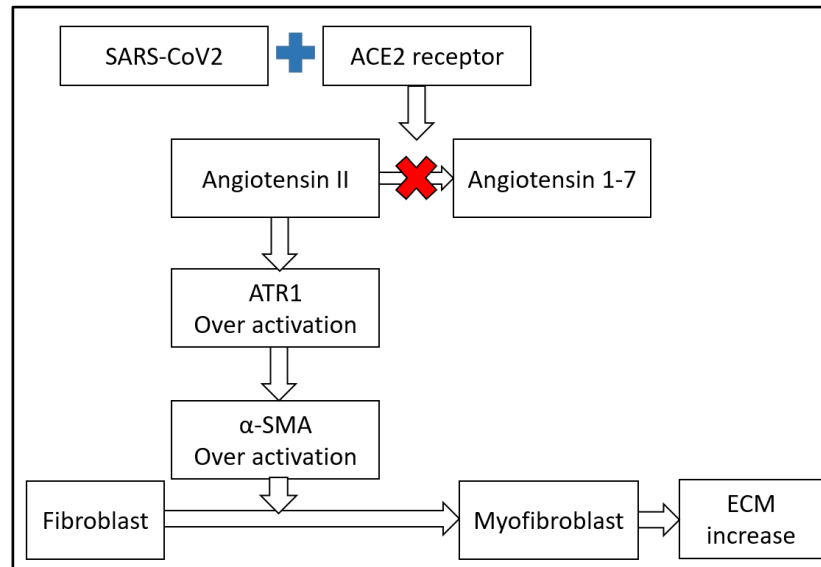 SARS-CoV2
ACE2 receptor
Angiotensin II
Angiotensin 1-7
ATR1
Over activation
α-SMA
Over activation
Fibroblast
Myofibroblast
ECM
increase